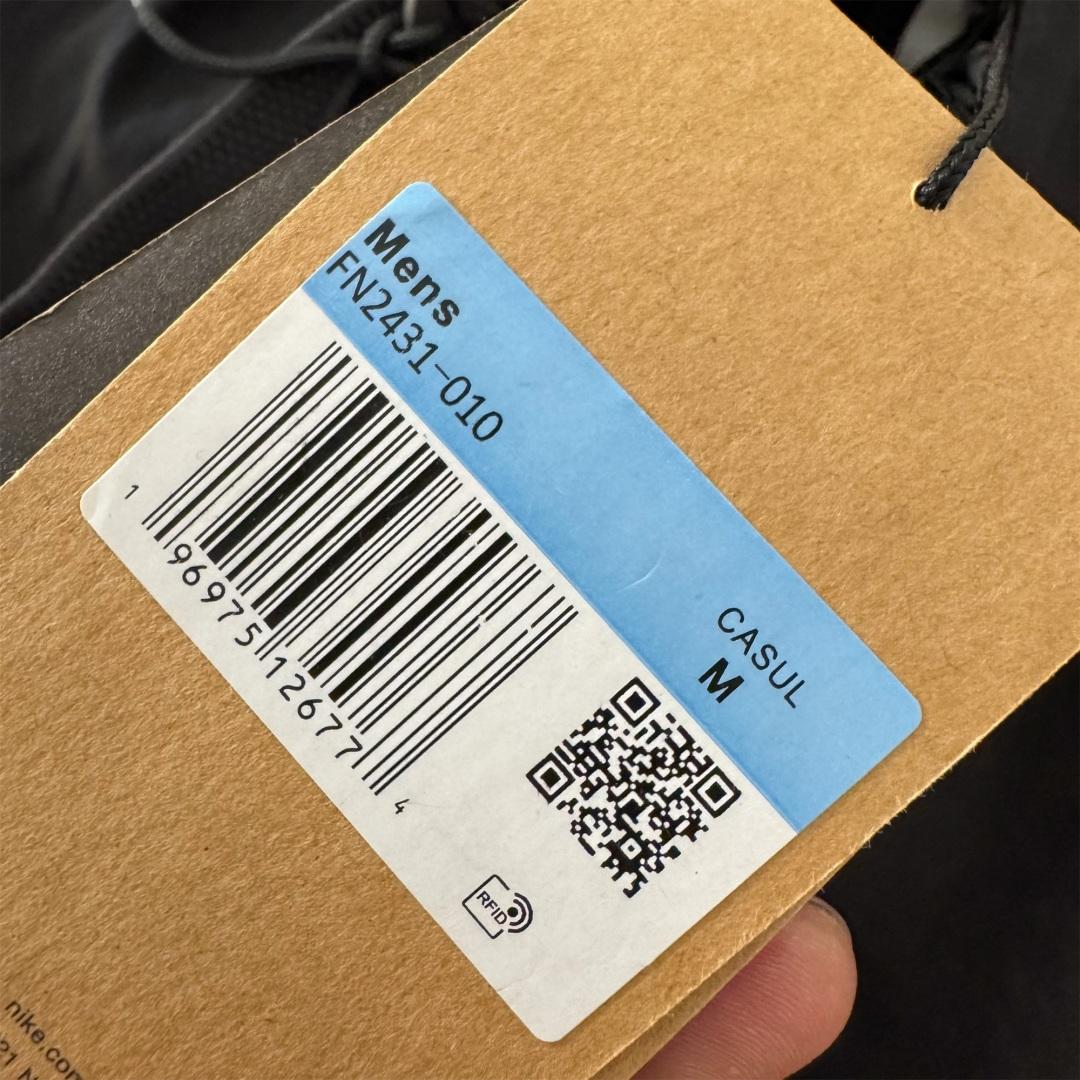 Mens
FN2431-010
CASUL
M
1 96975 12677 4
RFID
nike.com